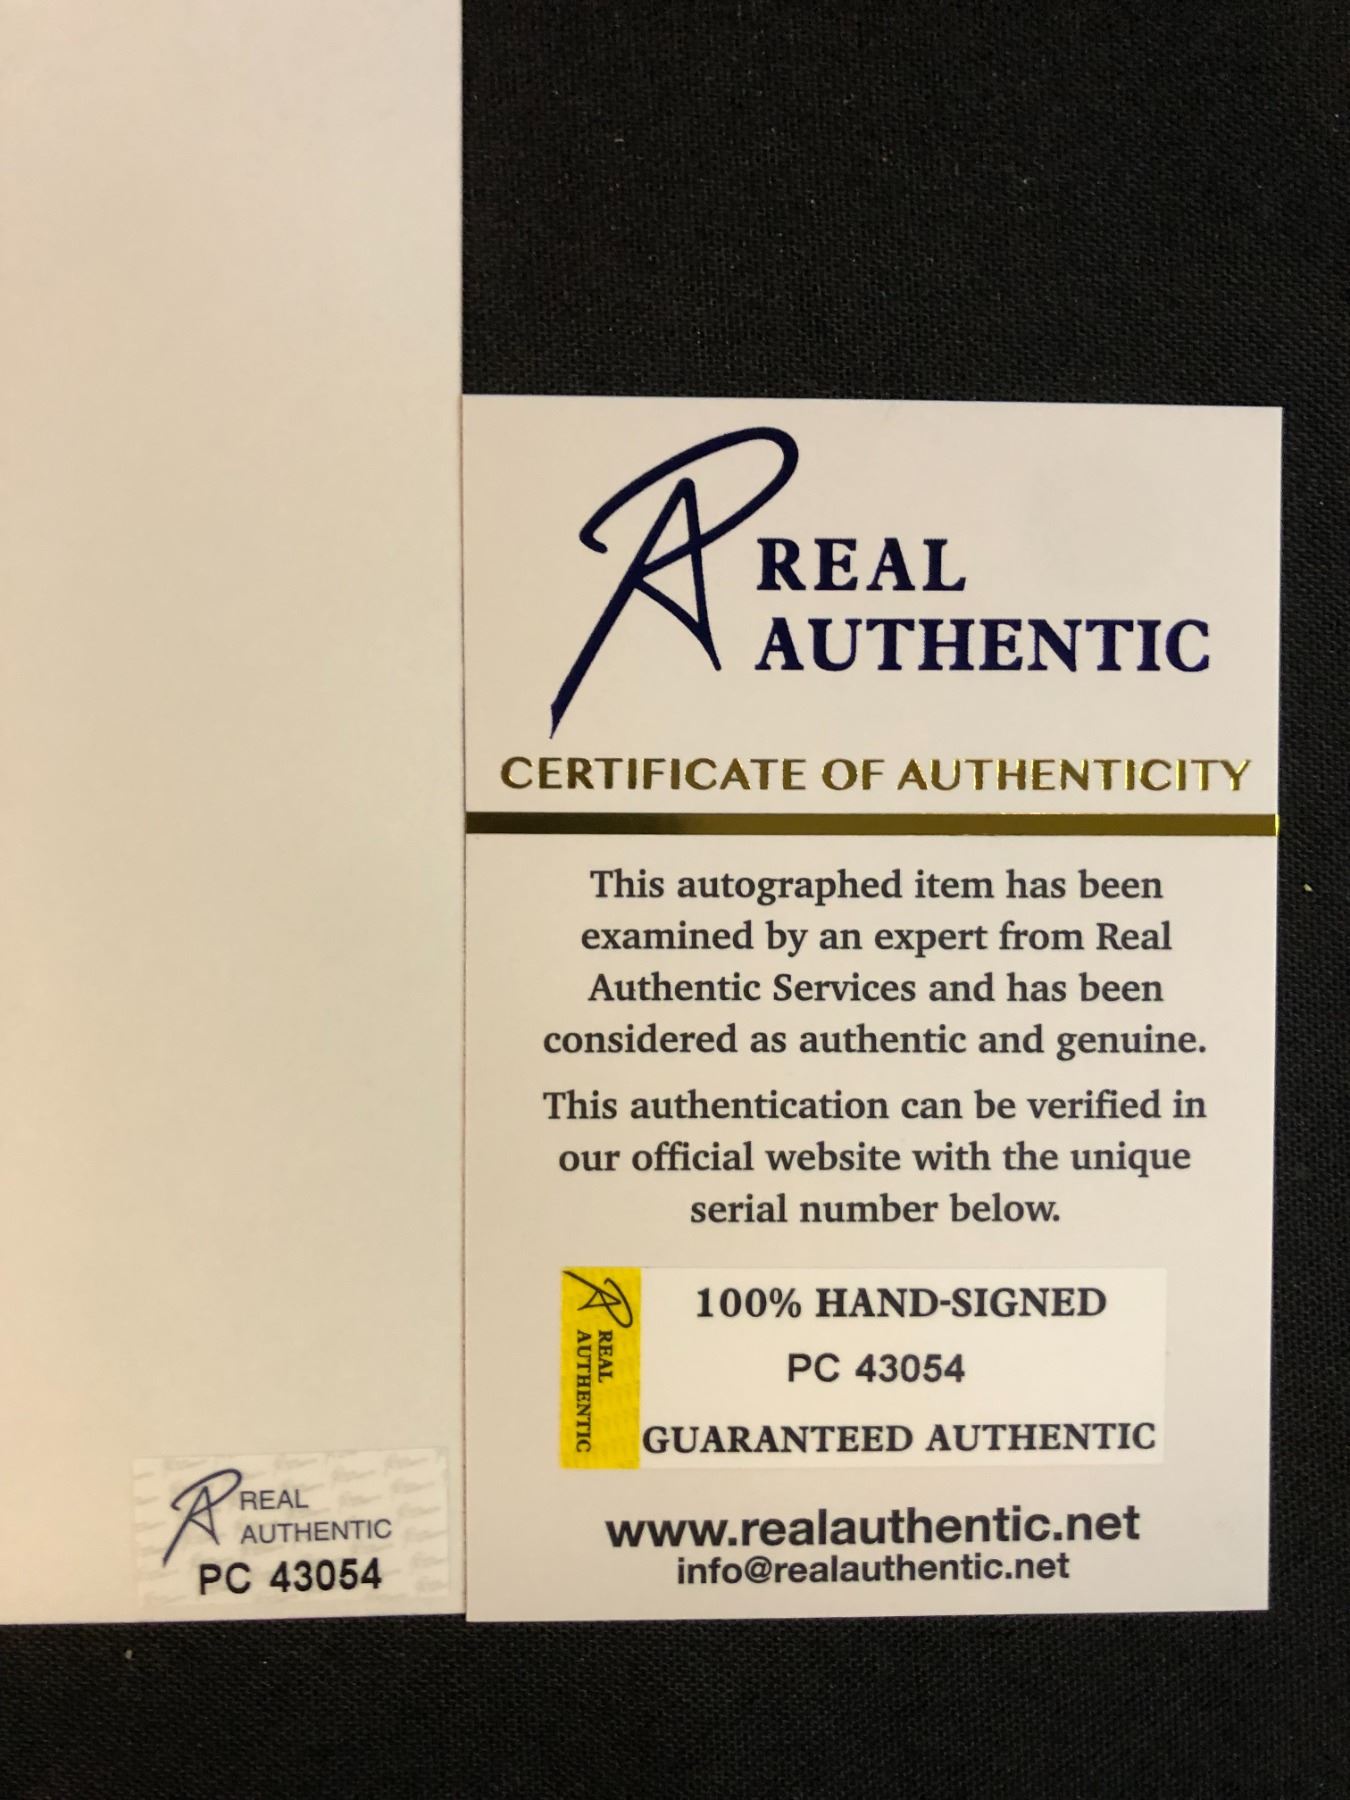 REAL
AUTHENTIC
CERTIFICATE OF AUTHENTICITY
This autographed item has been
examined by an expert from Real
Authentic Services and has been
considered as authentic and genuine.
This authentication can be verified in
our official website with the unique
serial number below.
REAL
AUTHENTIC
100% HAND-SIGNED
PC 43054
GUARANTEED AUTHENTIC
www.realauthentic.net
info@realauthentic.net
REAL
AUTHENTIC
PC 43054